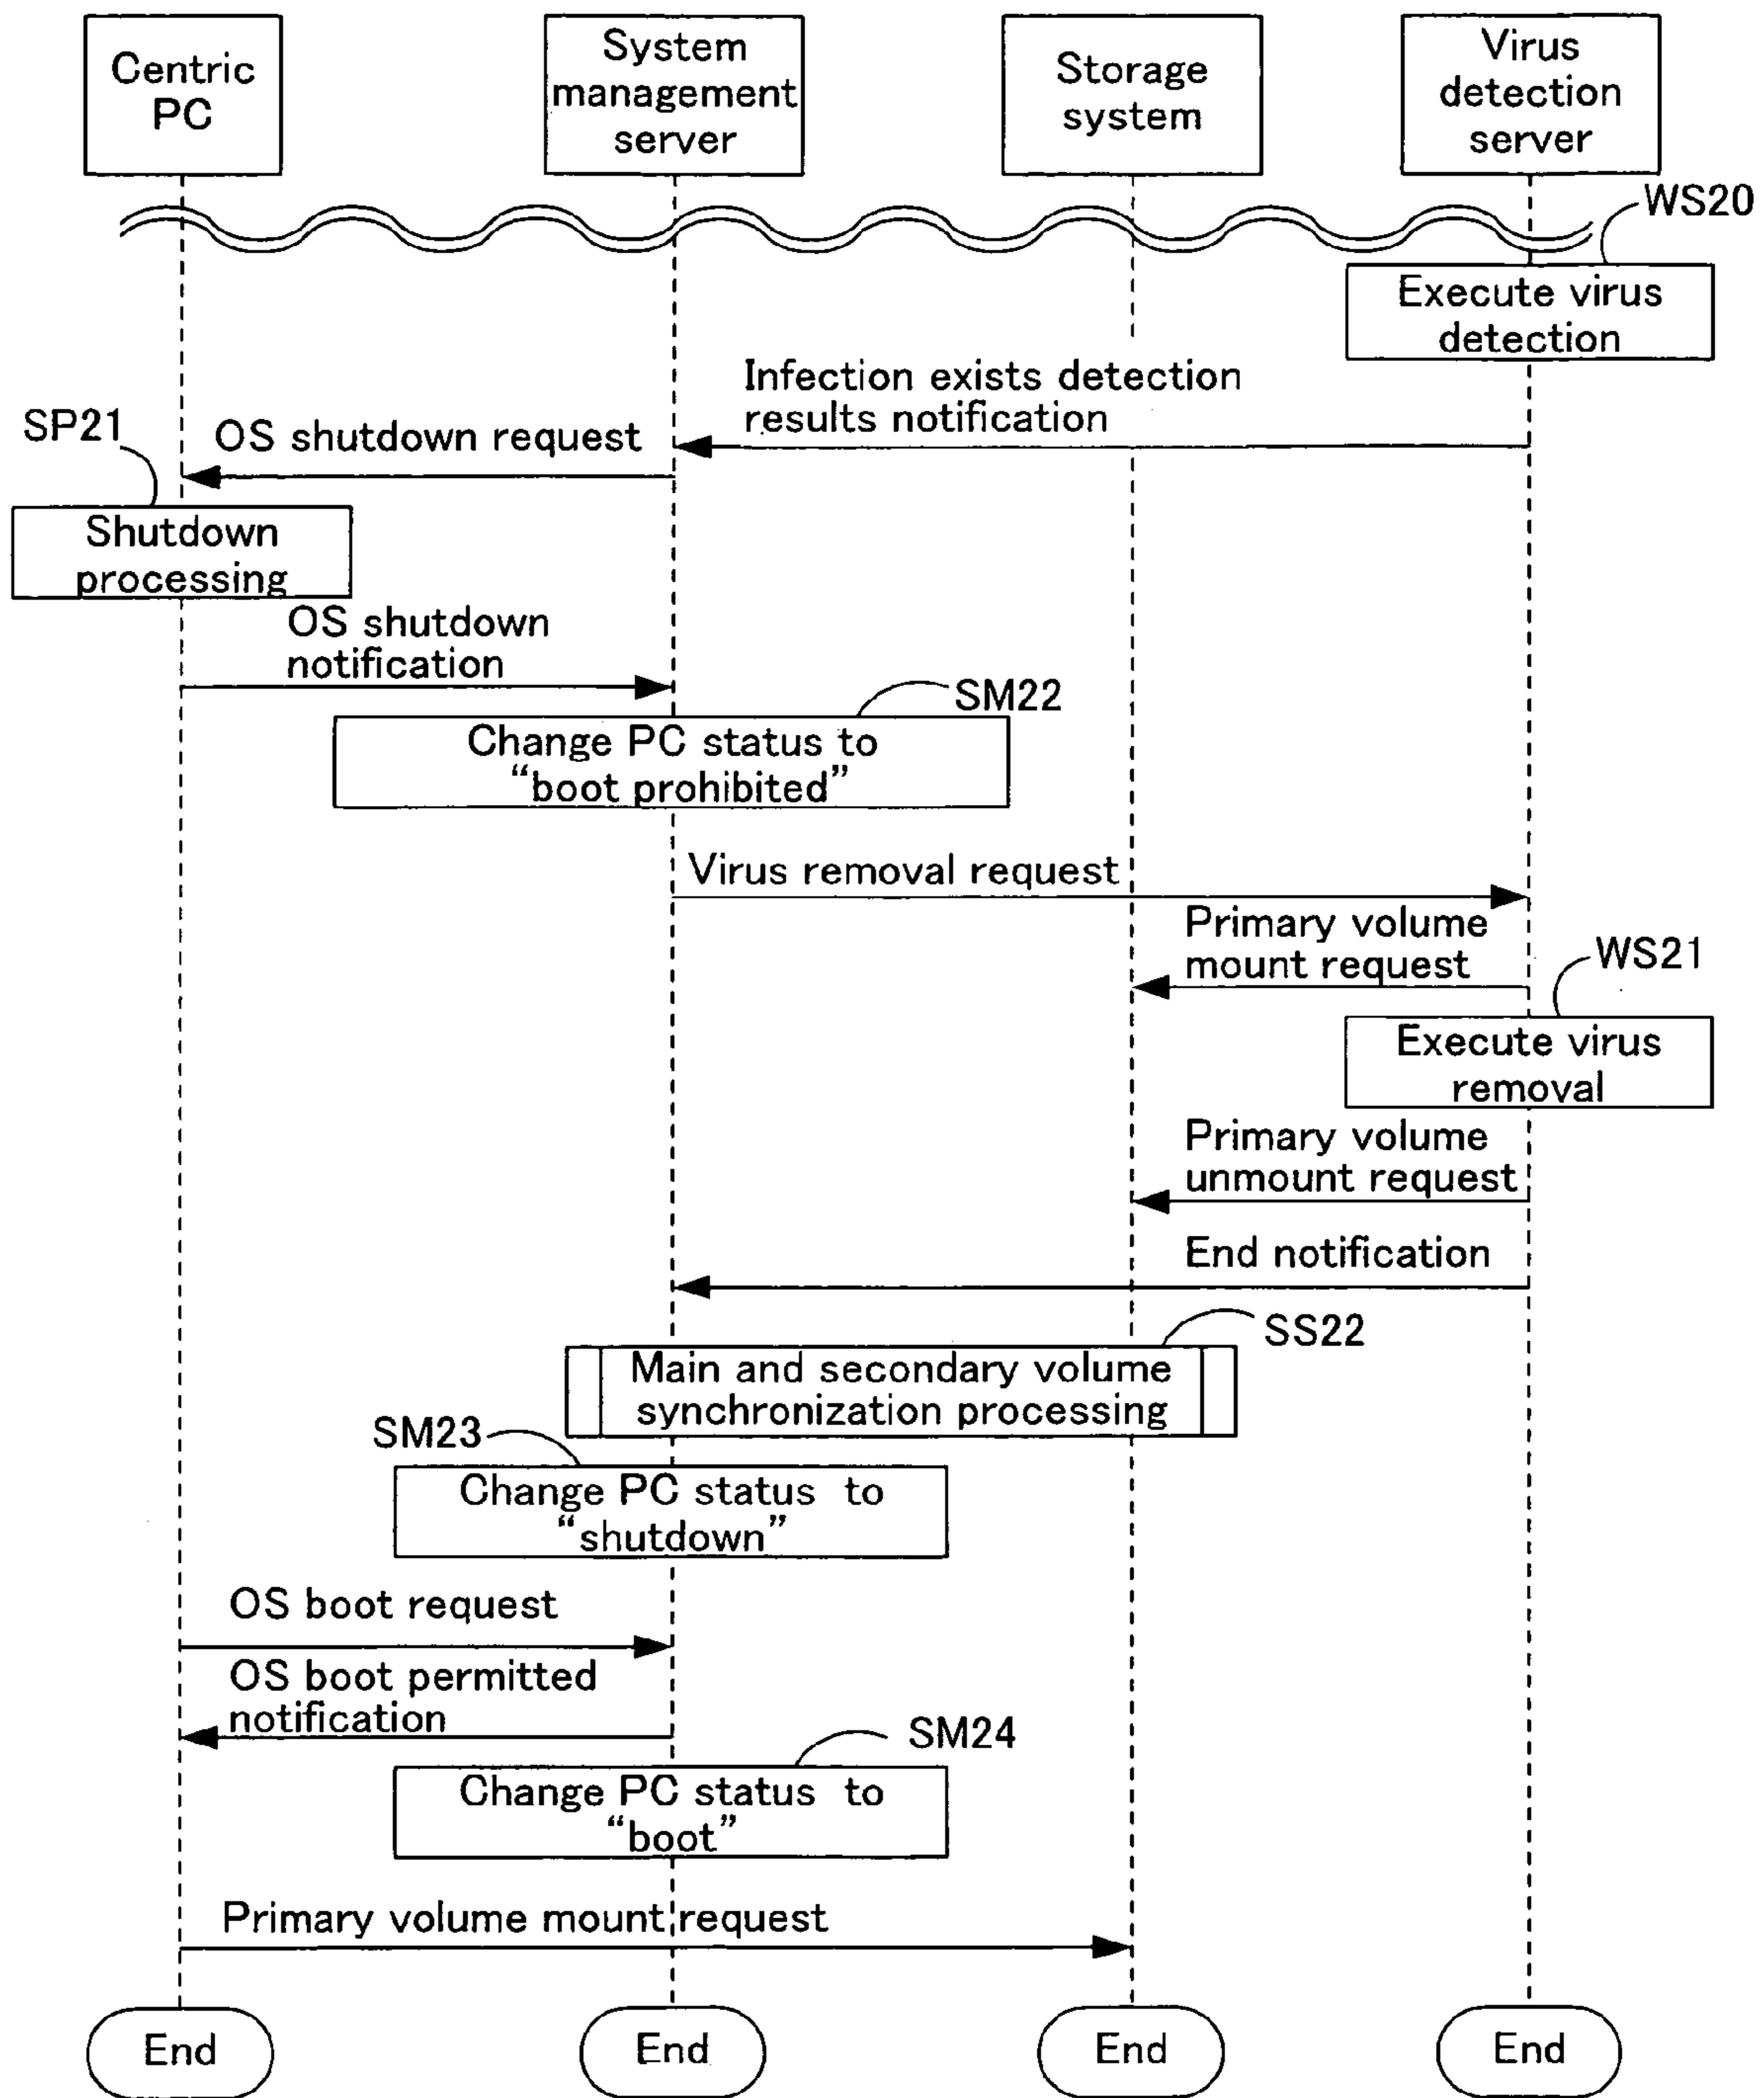 Centric
PC
System
management
server
Storage
system
Virus
detection
server
WS20
Execute virus
detection
Infection exists detection
results notification
SP21
OS shutdown request
Shutdown
processing
OS shutdown
notification
SM22
Change PC status to
“boot prohibited”
Virus removal request
Primary volume
mount request
WS21
Execute virus
removal
Primary volume
unmount request
End notification
SS22
Main and secondary volume
synchronization processing
SM23
Change PC status to
“shutdown”
OS boot request
OS boot permitted
notification
SM24
Change PC status to
“boot”
Primary volume mount request
End
End
End
End